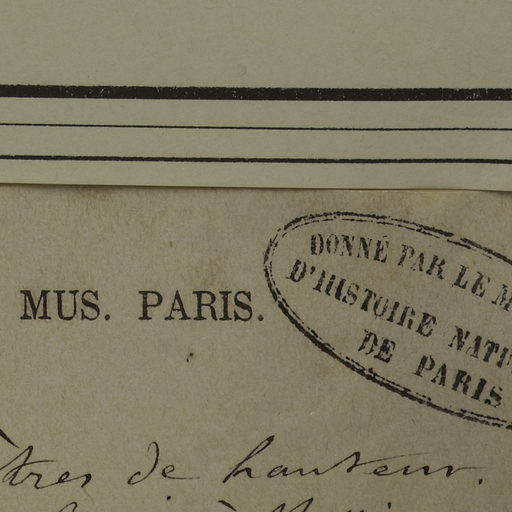 DONNÉ PAR LE M
D'HISTOIRE NAT
DE PARIS
MUS. PARIS.
tres de hauteur.